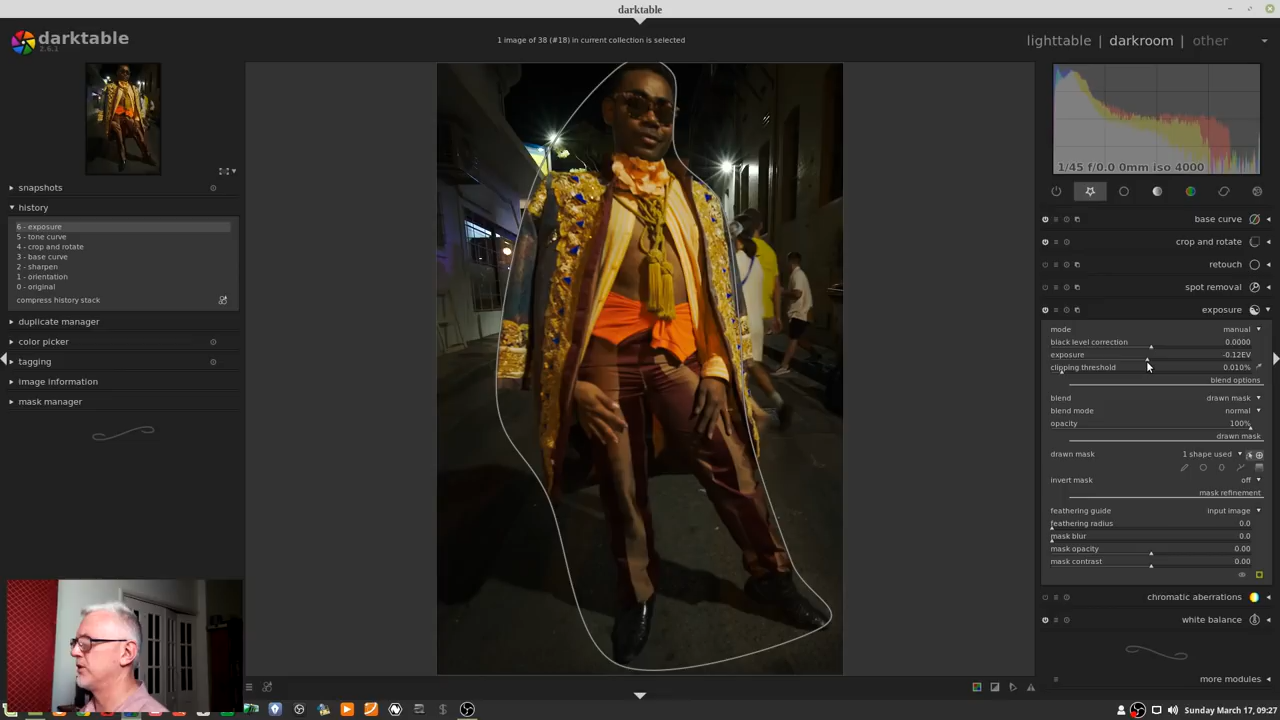 darktable
darktable
2.6.1
1 image of 38 (#18) in current collection is selected
lighttable | darkroom | other
1/45 f/0.0 0mm iso 4000
snapshots
history
6 - exposure
5 - tone curve
4 - crop and rotate
3 - base curve
2 - sharpen
1 - orientation
0 - original
compress history stack
duplicate manager
color picker
tagging
image information
mask manager
base curve
crop and rotate
retouch
spot removal
exposure
mode manual
black level correction 0.0000
exposure -0.12EV
clipping threshold 0.010%
blend options
blend drawn mask
blend mode normal
opacity 100%
drawn mask
drawn mask 1 shape used
invert mask off
mask refinement
feathering guide input image
feathering radius 0.0
mask blur 0.0
mask opacity 0.00
mask contrast 0.00
chromatic aberrations
white balance
more modules
Sunday March 17, 09:27